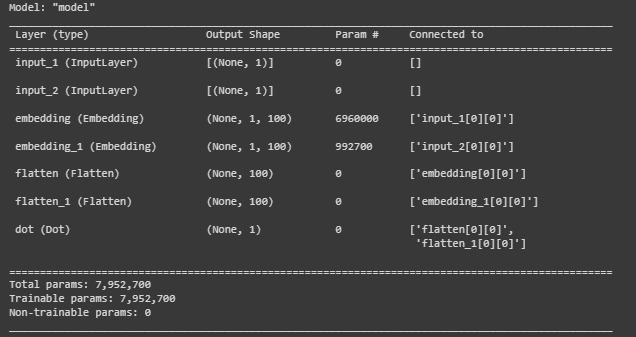 Model: "model"
Layer (type) Output Shape Param # Connected to
input_1 (InputLayer) [(None, 1)] 0 []
input_2 (InputLayer) [(None, 1)] 0 []
embedding (Embedding) (None, 1, 100) 6960000 ['input_1[0][0]']
embedding_1 (Embedding) (None, 1, 100) 992700 ['input_2[0][0]']
flatten (Flatten) (None, 100) 0 ['embedding[0][0]']
flatten_1 (Flatten) (None, 100) 0 ['embedding_1[0][0]']
dot (Dot) (None, 1) 0 ['flatten[0][0]',
'flatten_1[0][0]']
Total params: 7,952,700
Trainable params: 7,952,700
Non-trainable params: 0